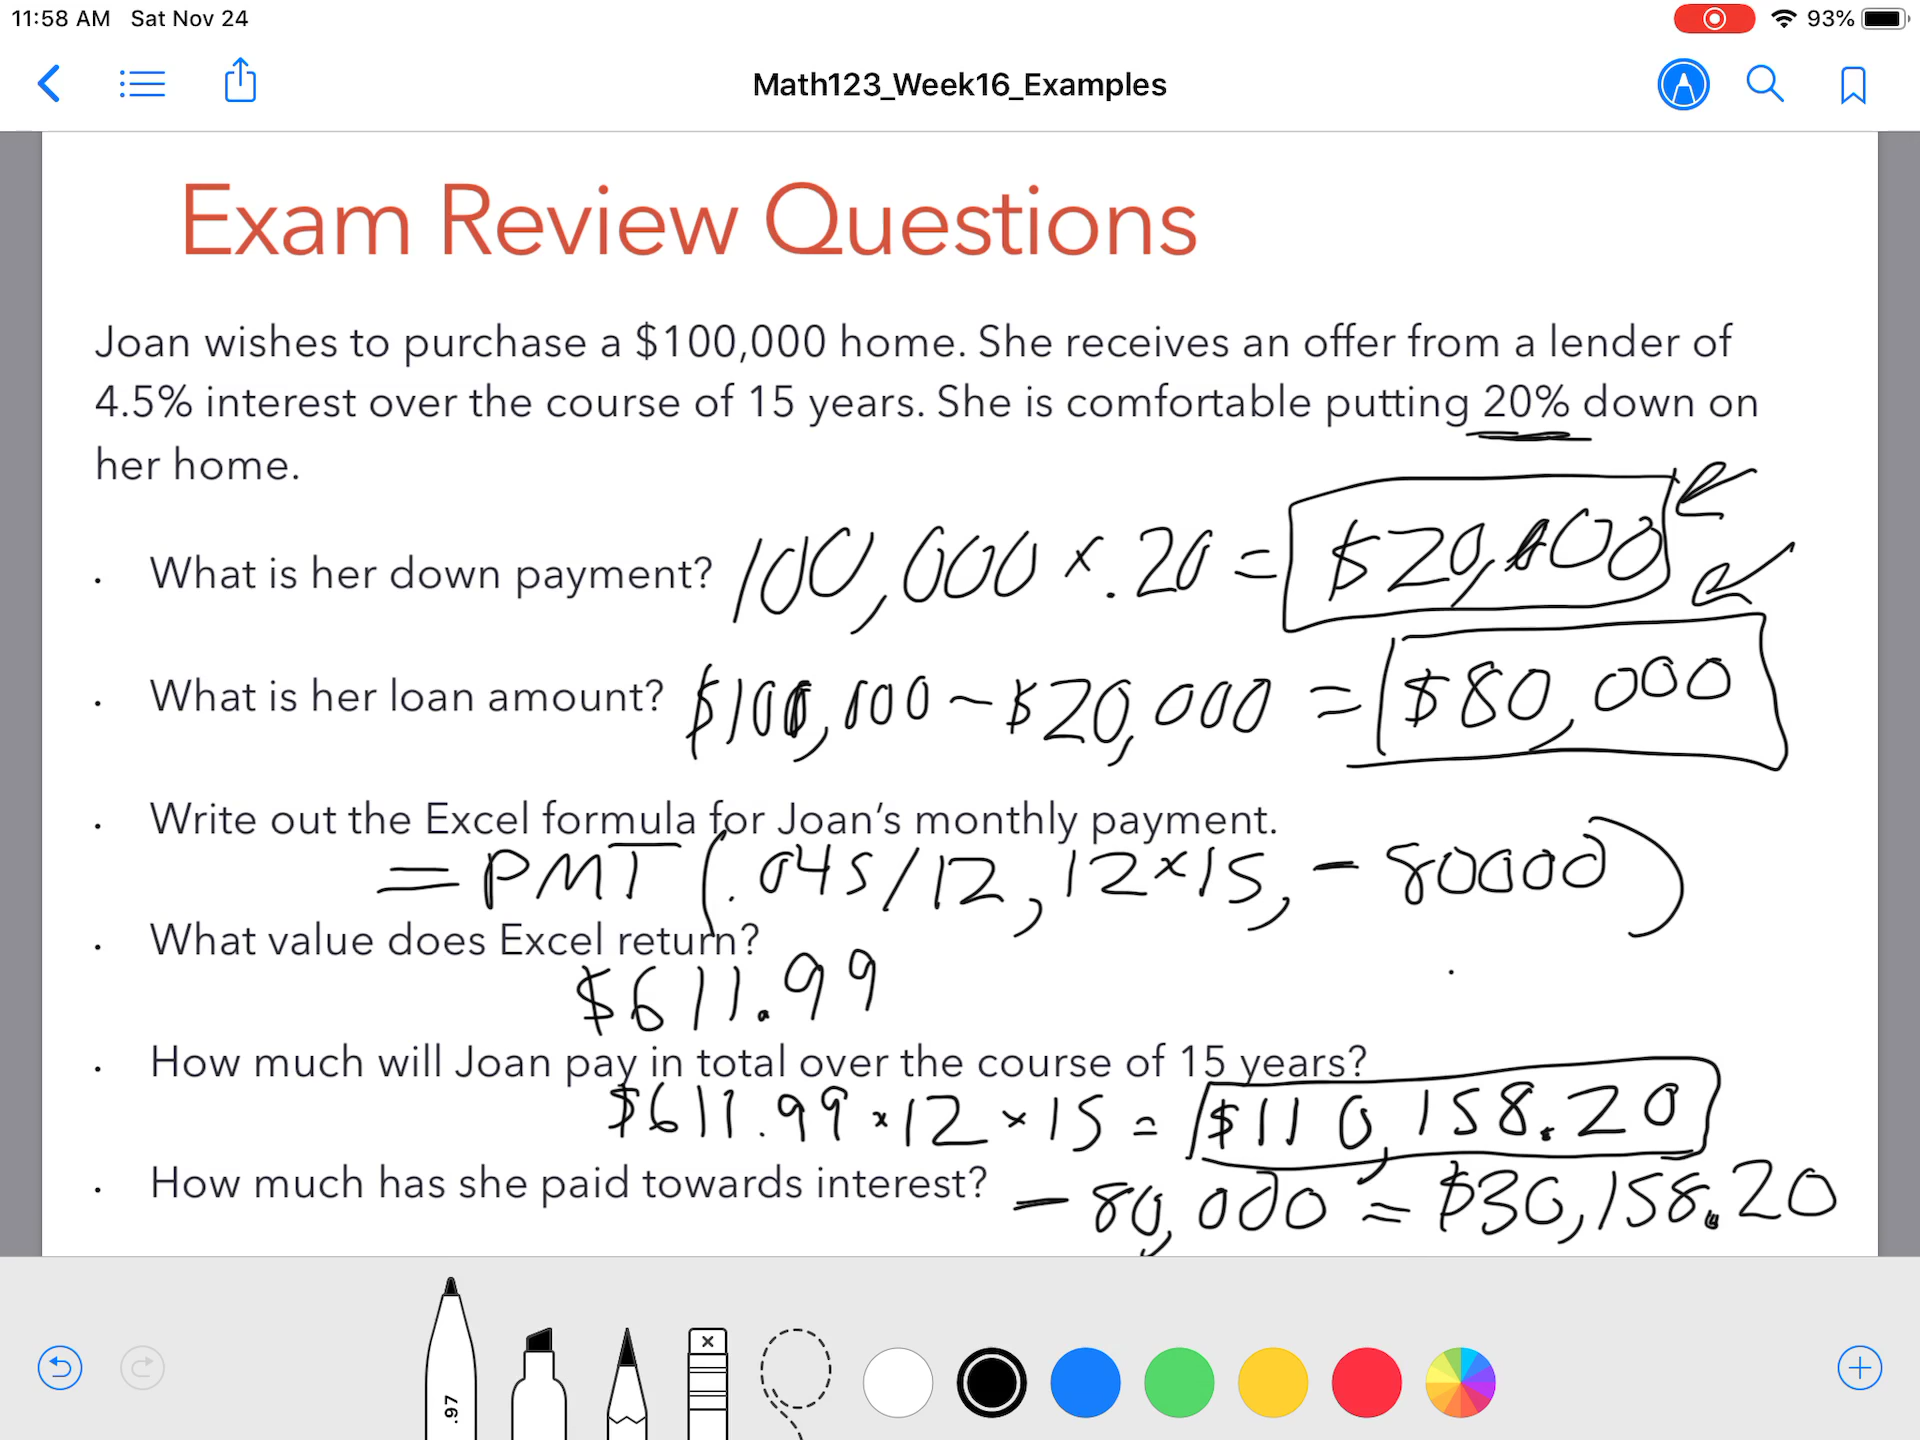 11:58 AM Sat Nov 24 93%
Math123_Week16_Examples
Exam Review Questions
Joan wishes to purchase a $100,000 home. She receives an offer from a lender of
4.5% interest over the course of 15 years. She is comfortable putting 20% down on
her home.
• What is her down payment? 100,000 × .20 = $20,000
• What is her loan amount? $100,000 - $20,000 = $80,000
• Write out the Excel formula for Joan's monthly payment.
= PMT (.045/12, 12×15, - 80000)
• What value does Excel return?
$611.99
• How much will Joan pay in total over the course of 15 years?
$611.99 × 12 × 15 = $110,158.20
• How much has she paid towards interest? - 80,000 = $30,158.20
.97